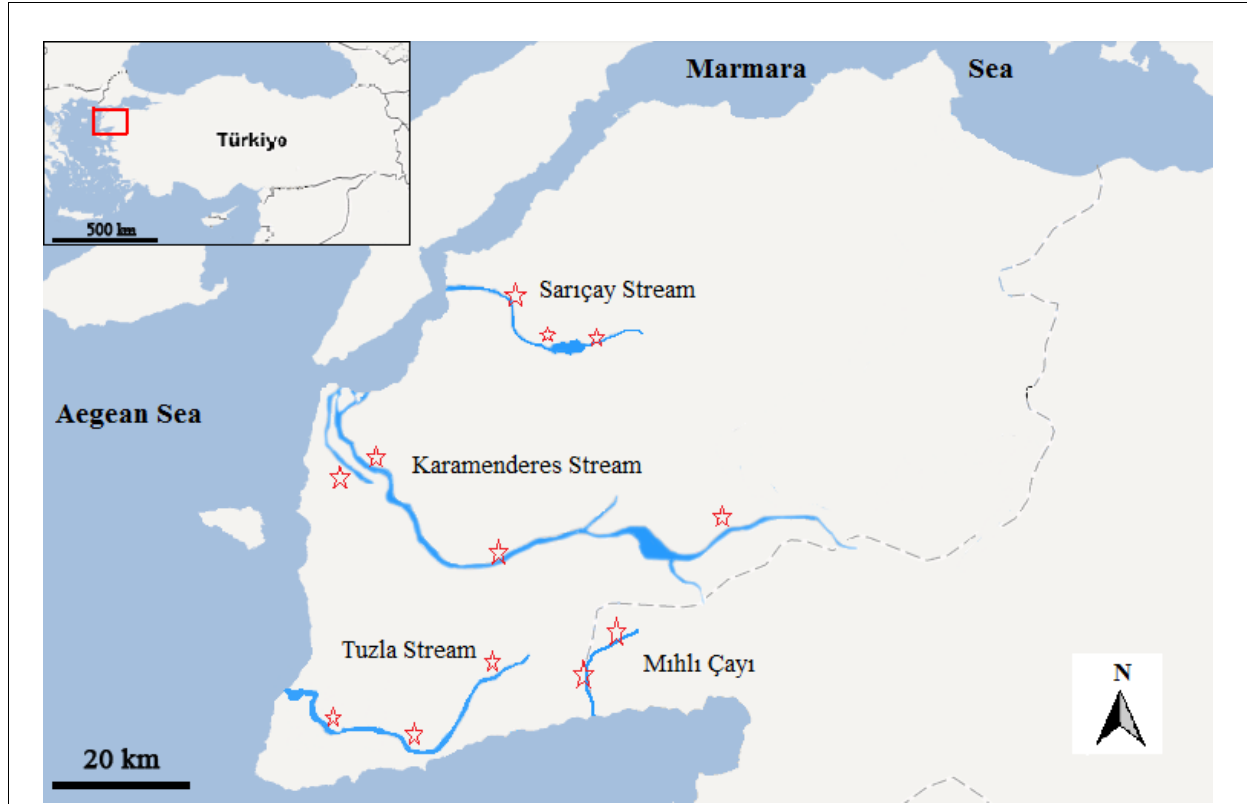 Marmara Sea
Türkiyo
500 km
Sarıçay Stream
Aegean Sea
Karamenderes Stream
Tuzla Stream
Mıhlı Çayı
N
20 km